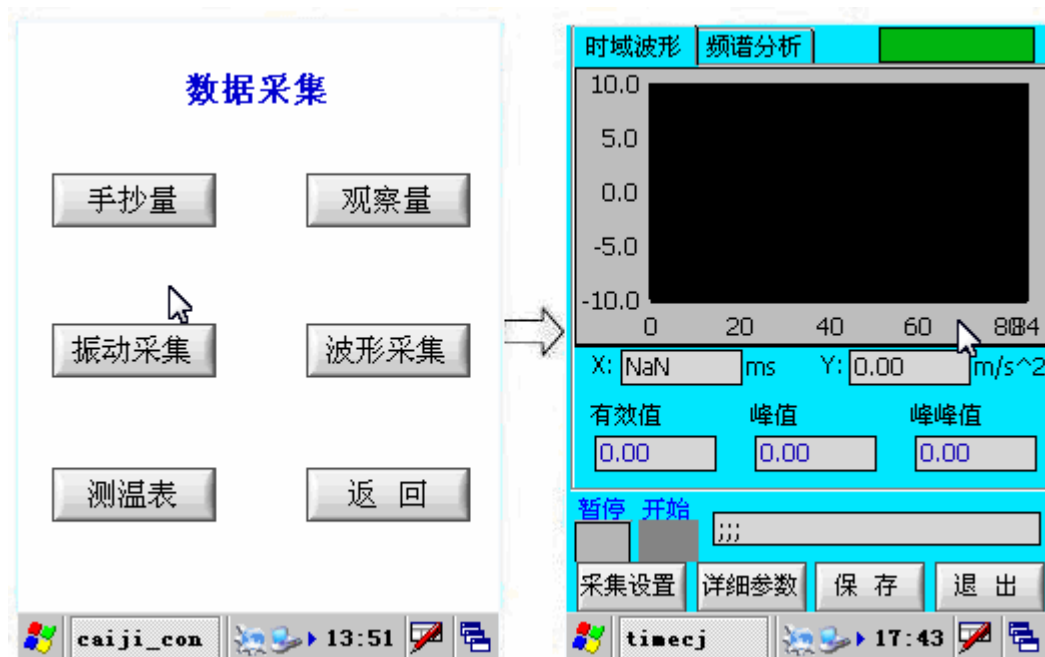 数据采集
手抄量 观察量
振动采集 波形采集
测温表 返 回
caiji_con 13:51
时域波形 频谱分析
10.0
5.0
0.0
-5.0
-10.0
0 20 40 60 80 84
X: NaN ms Y: 0.00 m/s^2
有效值 峰值 峰峰值
0.00 0.00 0.00
暂停 开始
;;;
采集设置 详细参数 保 存 退 出
timecj 17:43